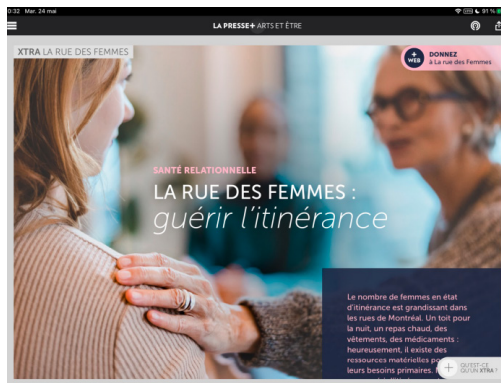 0:32 Mar. 24 mai
91 %
LA PRESSE+ ARTS ET ÊTRE
XTRA LA RUE DES FEMMES
+
WEB
DONNEZ
à La rue des Femmes
SANTÉ RELATIONNELLE
LA RUE DES FEMMES :
guérir l'itinérance
Le nombre de femmes en état
d'itinérance est grandissant dans
les rues de Montréal. Un toit pour
la nuit, un repas chaud, des
vêtements, des médicaments :
heureusement, il existe des
ressources matérielles
leurs besoins primaires.
+ QU'EST-CE
QU'UN XTRA ?